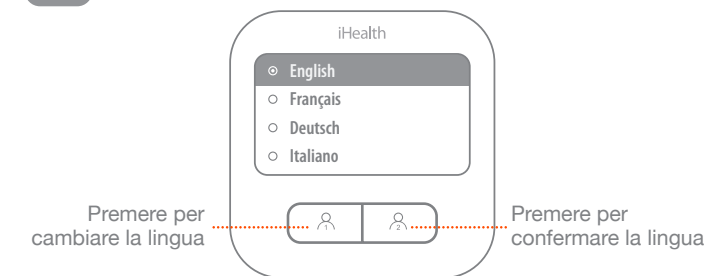 iHealth
English
Français
Deutsch
Italiano
1
2
Premere per
cambiare la lingua
Premere per
confermare la lingua